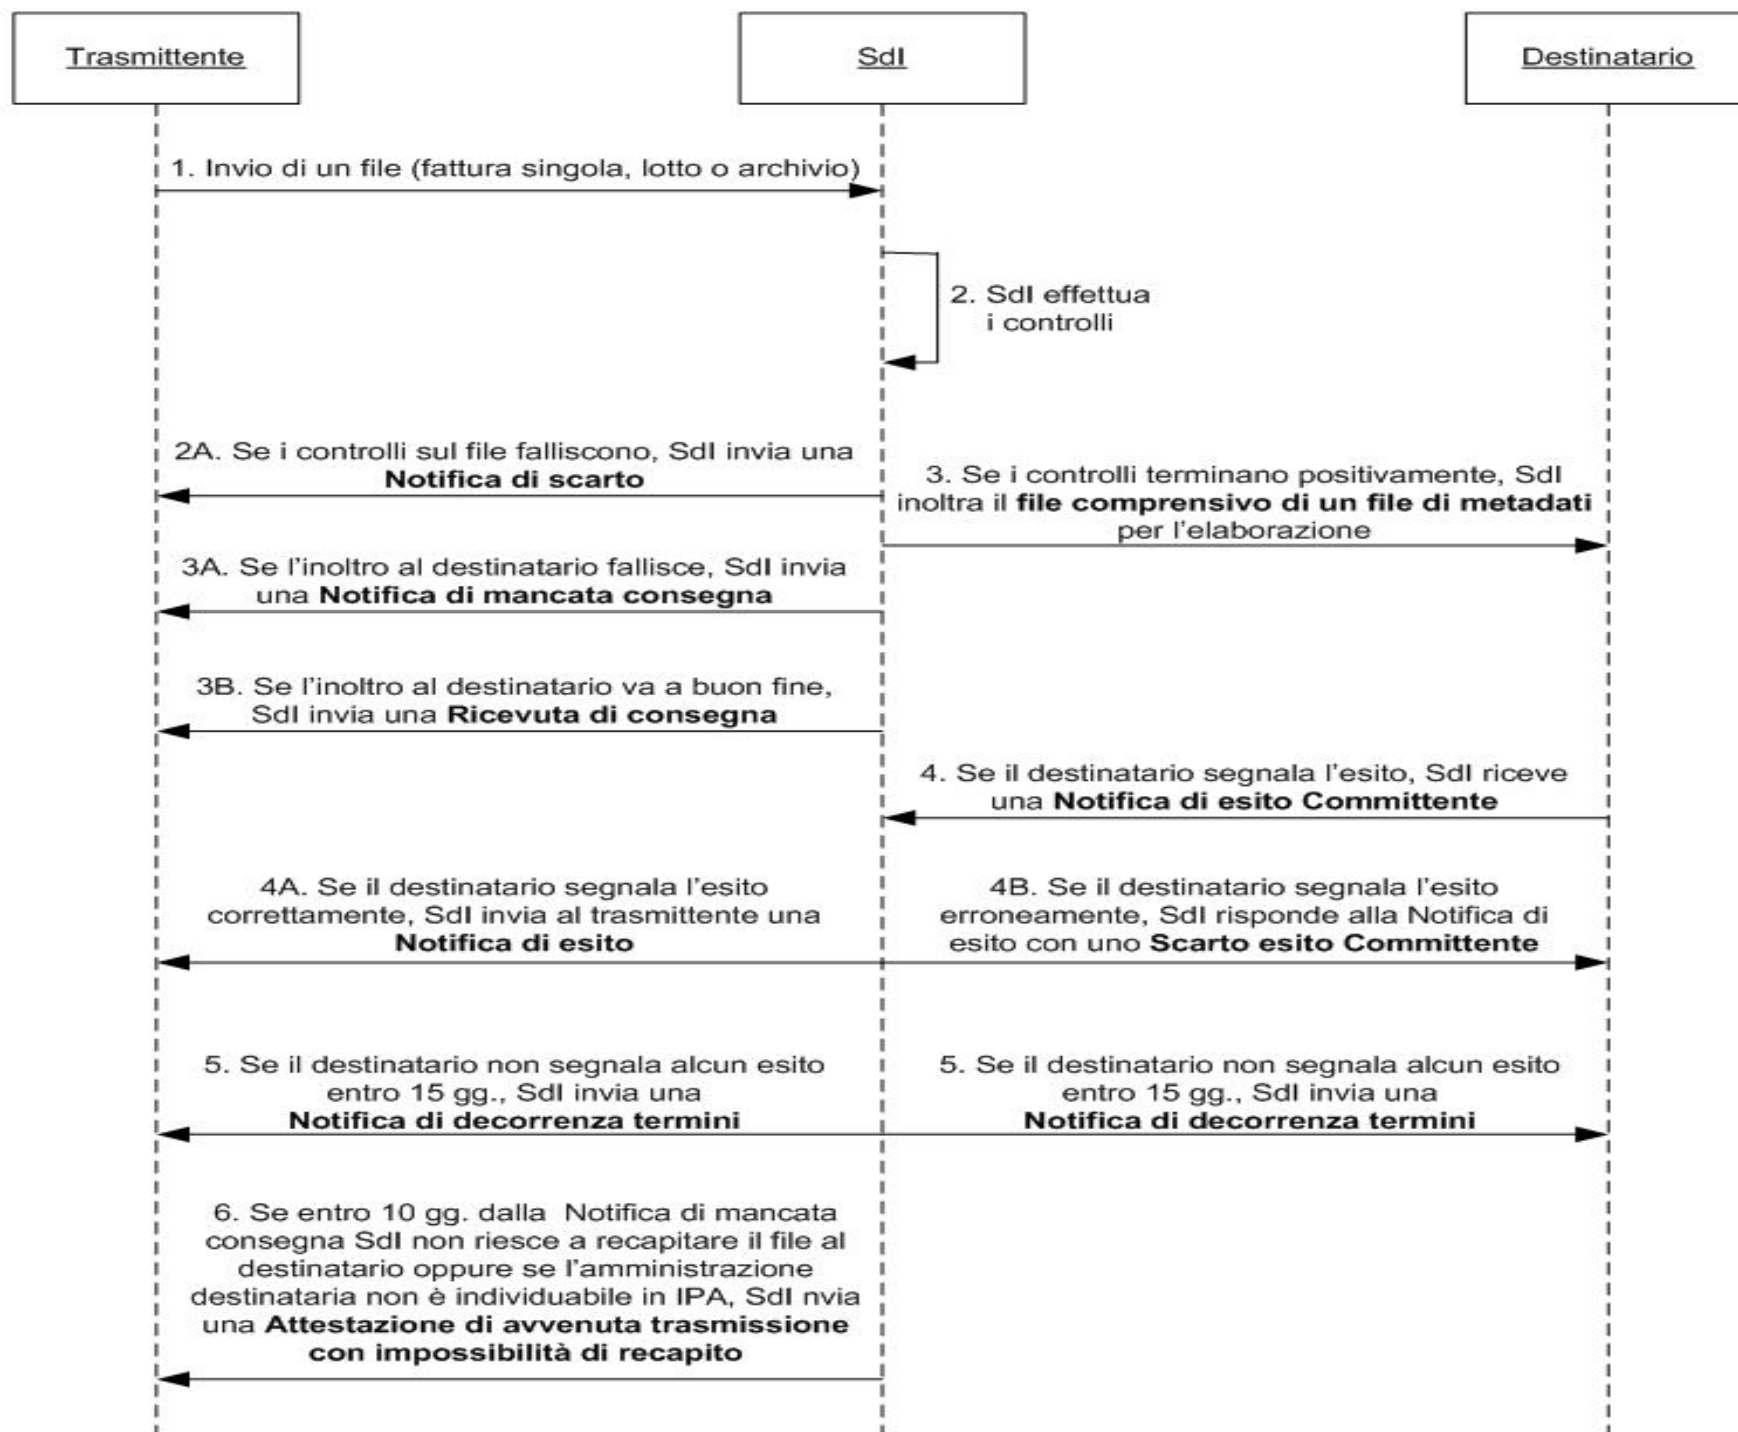 Trasmittente
SdI
Destinatario
1. Invio di un file (fattura singola, lotto o archivio)
2. SdI effettua
i controlli
2A. Se i controlli sul file falliscono, SdI invia una
Notifica di scarto
3. Se i controlli terminano positivamente, SdI
inoltra il file comprensivo di un file di metadati
per l'elaborazione
3A. Se l'inoltro al destinatario fallisce, SdI invia
una Notifica di mancata consegna
3B. Se l'inoltro al destinatario va a buon fine,
SdI invia una Ricevuta di consegna
4. Se il destinatario segnala l'esito, SdI riceve
una Notifica di esito Committente
4A. Se il destinatario segnala l'esito
correttamente, SdI invia al trasmittente una
Notifica di esito
4B. Se il destinatario segnala l'esito
erroneamente, SdI risponde alla Notifica di
esito con uno Scarto esito Committente
5. Se il destinatario non segnala alcun esito
entro 15 gg., SdI invia una
Notifica di decorrenza termini
5. Se il destinatario non segnala alcun esito
entro 15 gg., SdI invia una
Notifica di decorrenza termini
6. Se entro 10 gg. dalla Notifica di mancata
consegna SdI non riesce a recapitare il file al
destinatario oppure se l'amministrazione
destinataria non è individuabile in IPA, SdI nvia
una Attestazione di avvenuta trasmissione
con impossibilità di recapito